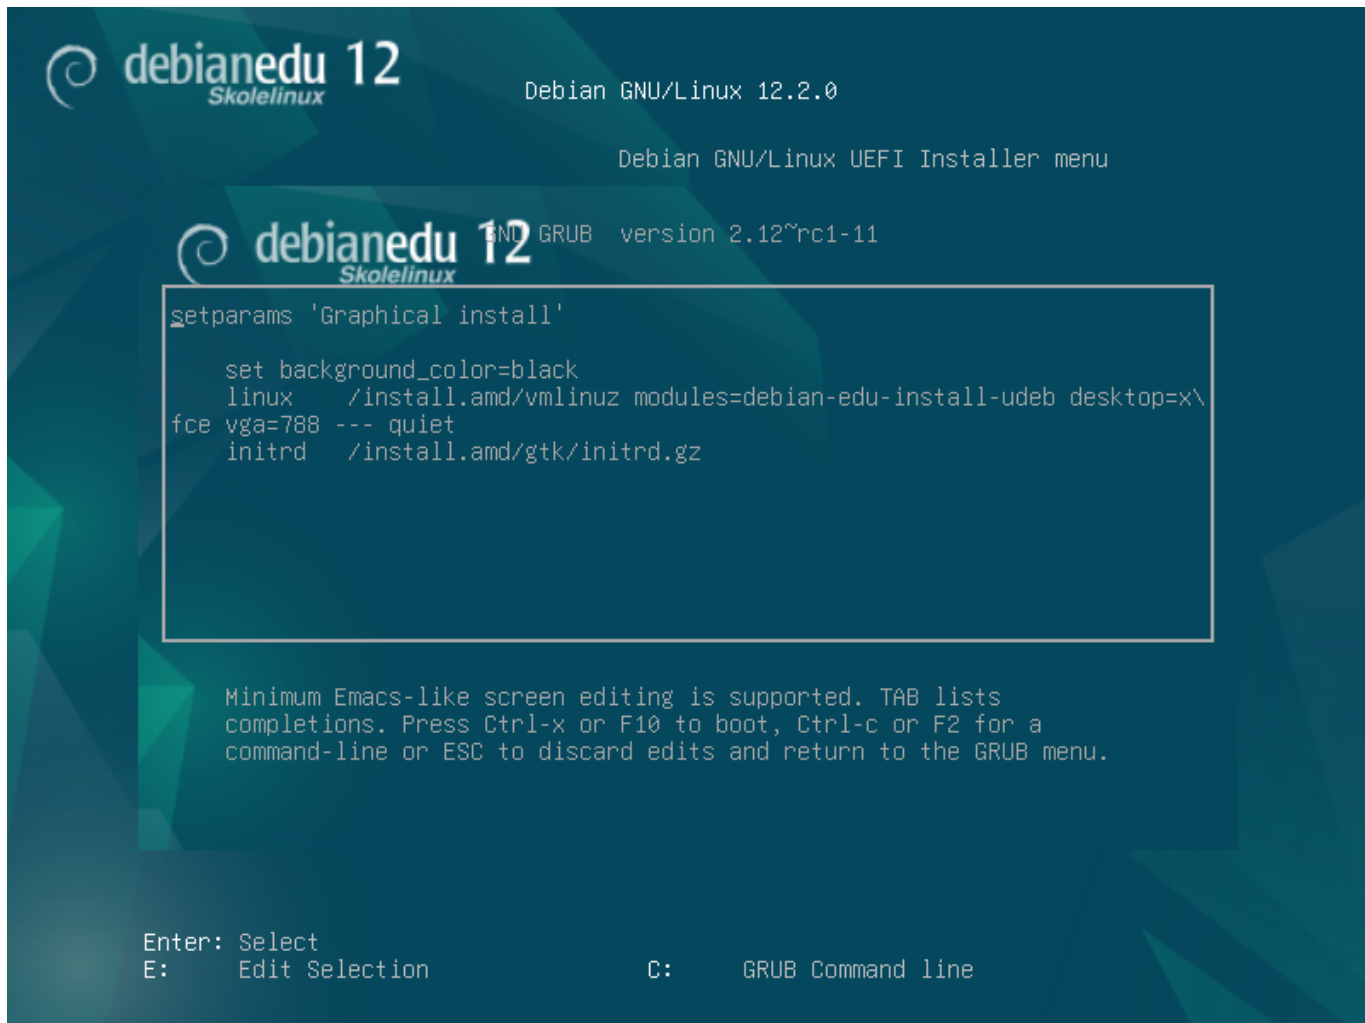 debianedu 12
Skolelinux
Debian GNU/Linux 12.2.0
Debian GNU/Linux UEFI Installer menu
debianedu 12
Skolelinux
GNU GRUB  version 2.12~rc1-11
setparams 'Graphical install'
set background_color=black
linux    /install.amd/vmlinuz modules=debian-edu-install-udeb desktop=x\
fce vga=788 --- quiet
initrd   /install.amd/gtk/initrd.gz
Minimum Emacs-like screen editing is supported. TAB lists
completions. Press Ctrl-x or F10 to boot, Ctrl-c or F2 for a
command-line or ESC to discard edits and return to the GRUB menu.
Enter: Select
E:     Edit Selection     C:     GRUB Command line